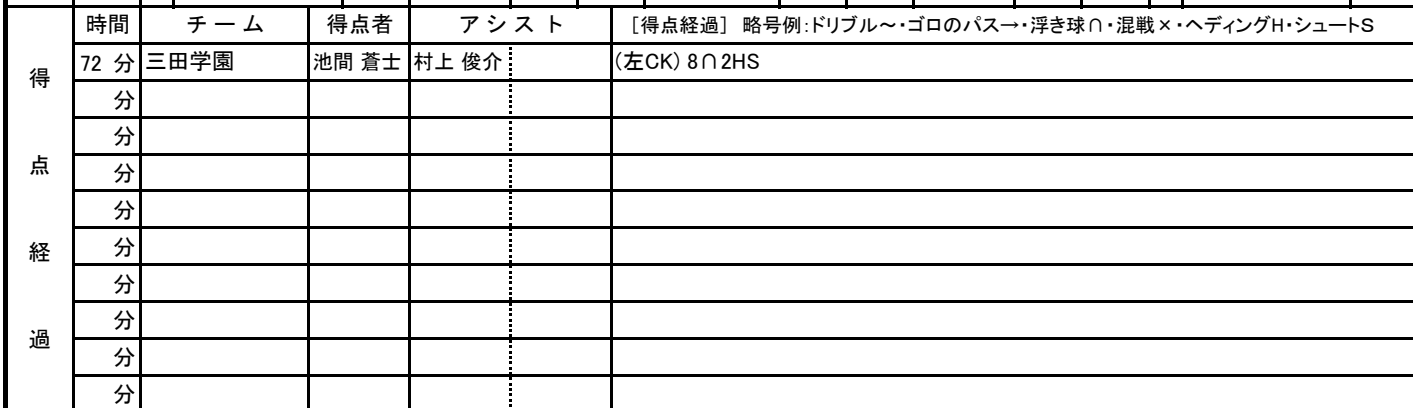 時間 チーム 得点者 アシスト [得点経過] 略号例:ドリブル～・ゴロのパス→・浮き球∩・混戦×・ヘディングH・シュートS
72 分 三田学園 池間 蒼士 村上 俊介 (左CK) 8∩2HS
分
分
分
分
分
分
分
分
分
得点経過